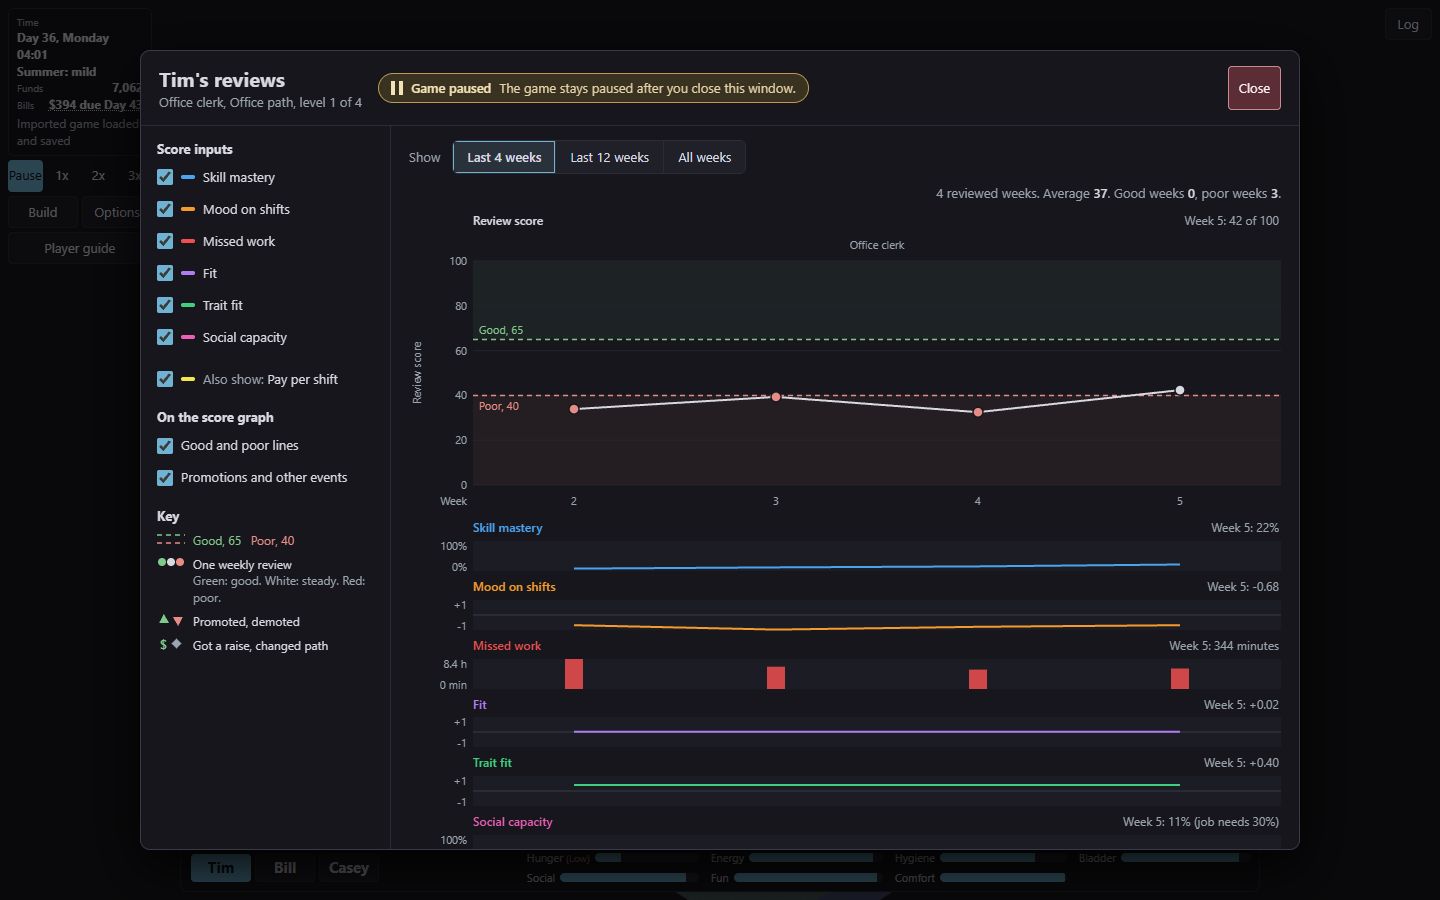 Time
Day 36, Monday
04:01
Summer: mild
Funds 7,062
Bills $394 due Day 43
Imported game loaded
and saved
Pause 1x 2x 3x
Build Options
Player guide
Log
Tim's reviews
Office clerk, Office path, level 1 of 4
Game paused The game stays paused after you close this window.
Close
Score inputs
Skill mastery
Mood on shifts
Missed work
Fit
Trait fit
Social capacity
Also show: Pay per shift
On the score graph
Good and poor lines
Promotions and other events
Key
Good, 65 Poor, 40
One weekly review
Green: good. White: steady. Red:
poor.
Promoted, demoted
$ Got a raise, changed path
Show Last 4 weeks Last 12 weeks All weeks
4 reviewed weeks. Average 37. Good weeks 0, poor weeks 3.
Review score Week 5: 42 of 100
Office clerk
Review score
100
80
Good, 65
60
40
Poor, 40
20
0
Week 2 3 4 5
Skill mastery Week 5: 22%
100%
0%
Mood on shifts Week 5: -0.68
+1
-1
Missed work Week 5: 344 minutes
8.4 h
0 min
Fit Week 5: +0.02
+1
-1
Trait fit Week 5: +0.40
+1
-1
Social capacity Week 5: 11% (job needs 30%)
100%
Tim Bill Casey
Hunger (Low) Energy Hygiene Bladder
Social Fun Comfort